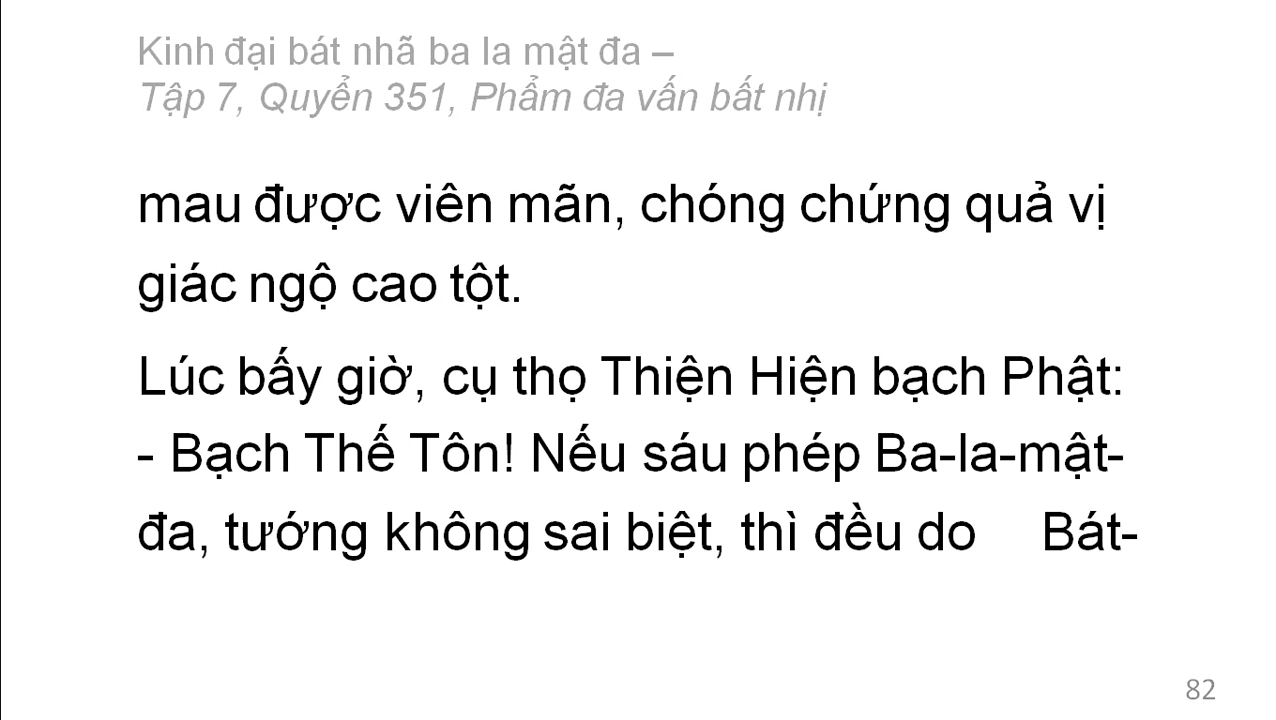 Kinh đại bát nhã ba la mật đa –
Tập 7, Quyển 351, Phẩm đa vấn bất nhị
mau được viên mãn, chóng chứng quả vị
giác ngộ cao tột.
Lúc bấy giờ, cụ thọ Thiện Hiện bạch Phật:
- Bạch Thế Tôn! Nếu sáu phép Ba-la-mật-
đa, tướng không sai biệt, thì đều do Bát-
82